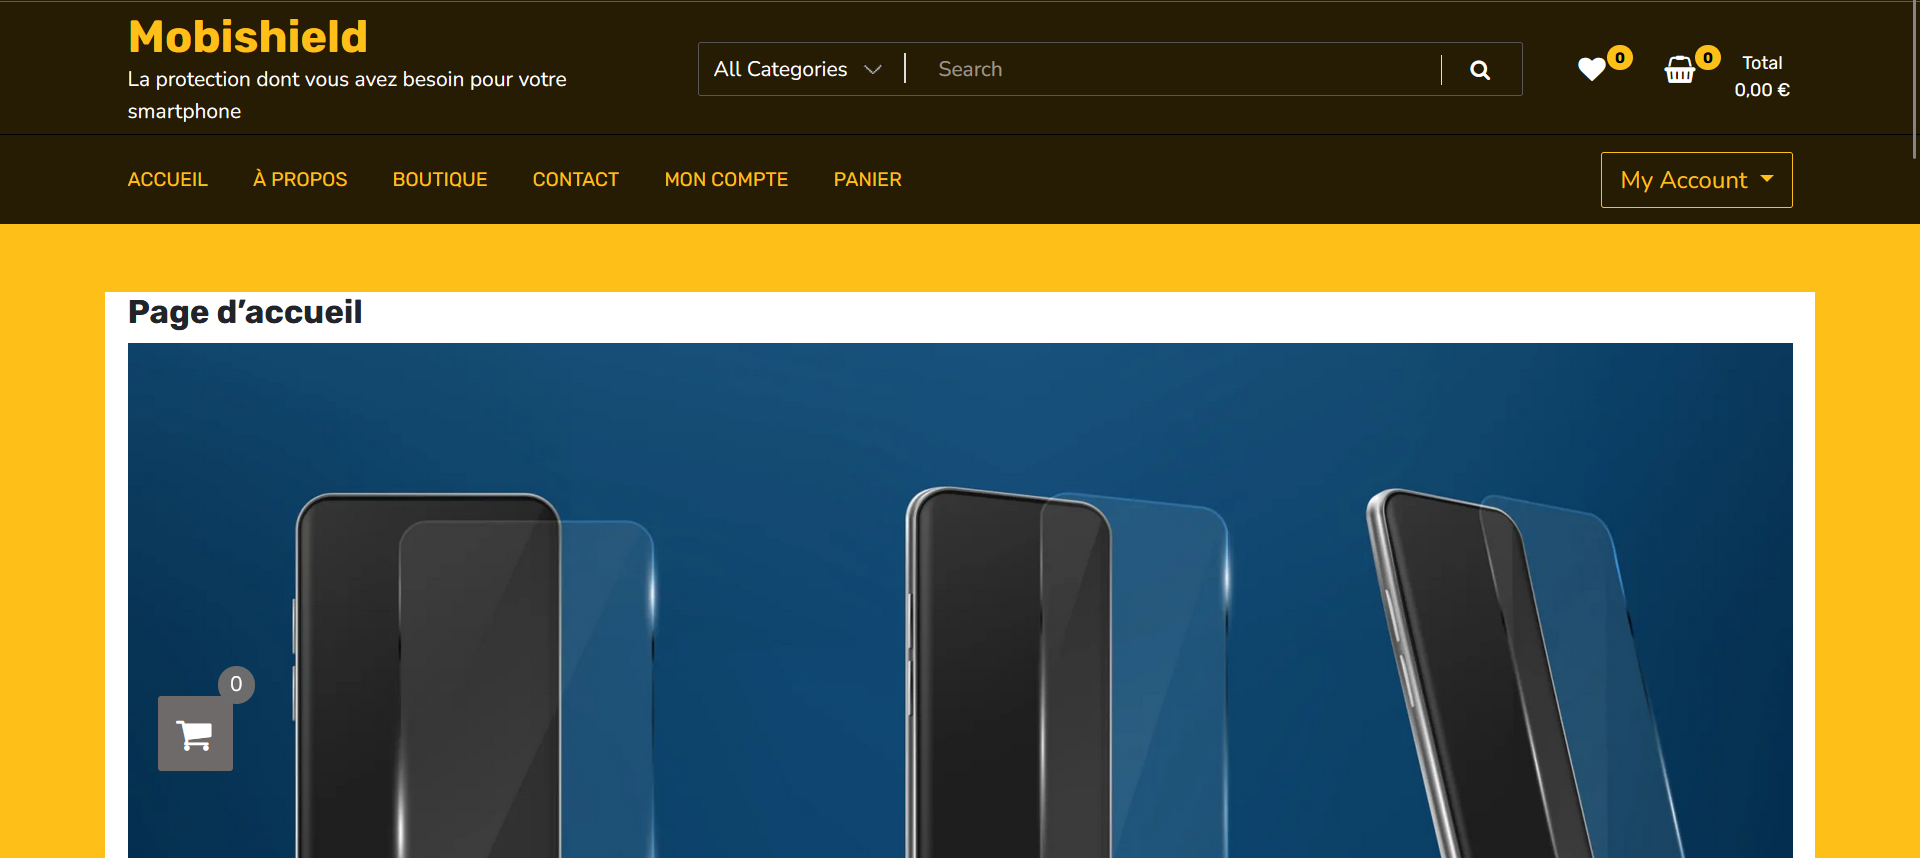 Mobishield
La protection dont vous avez besoin pour votre
smartphone
All Categories
Search
0
0
Total
0,00 €
ACCUEIL
À PROPOS
BOUTIQUE
CONTACT
MON COMPTE
PANIER
My Account
Page d’accueil
0